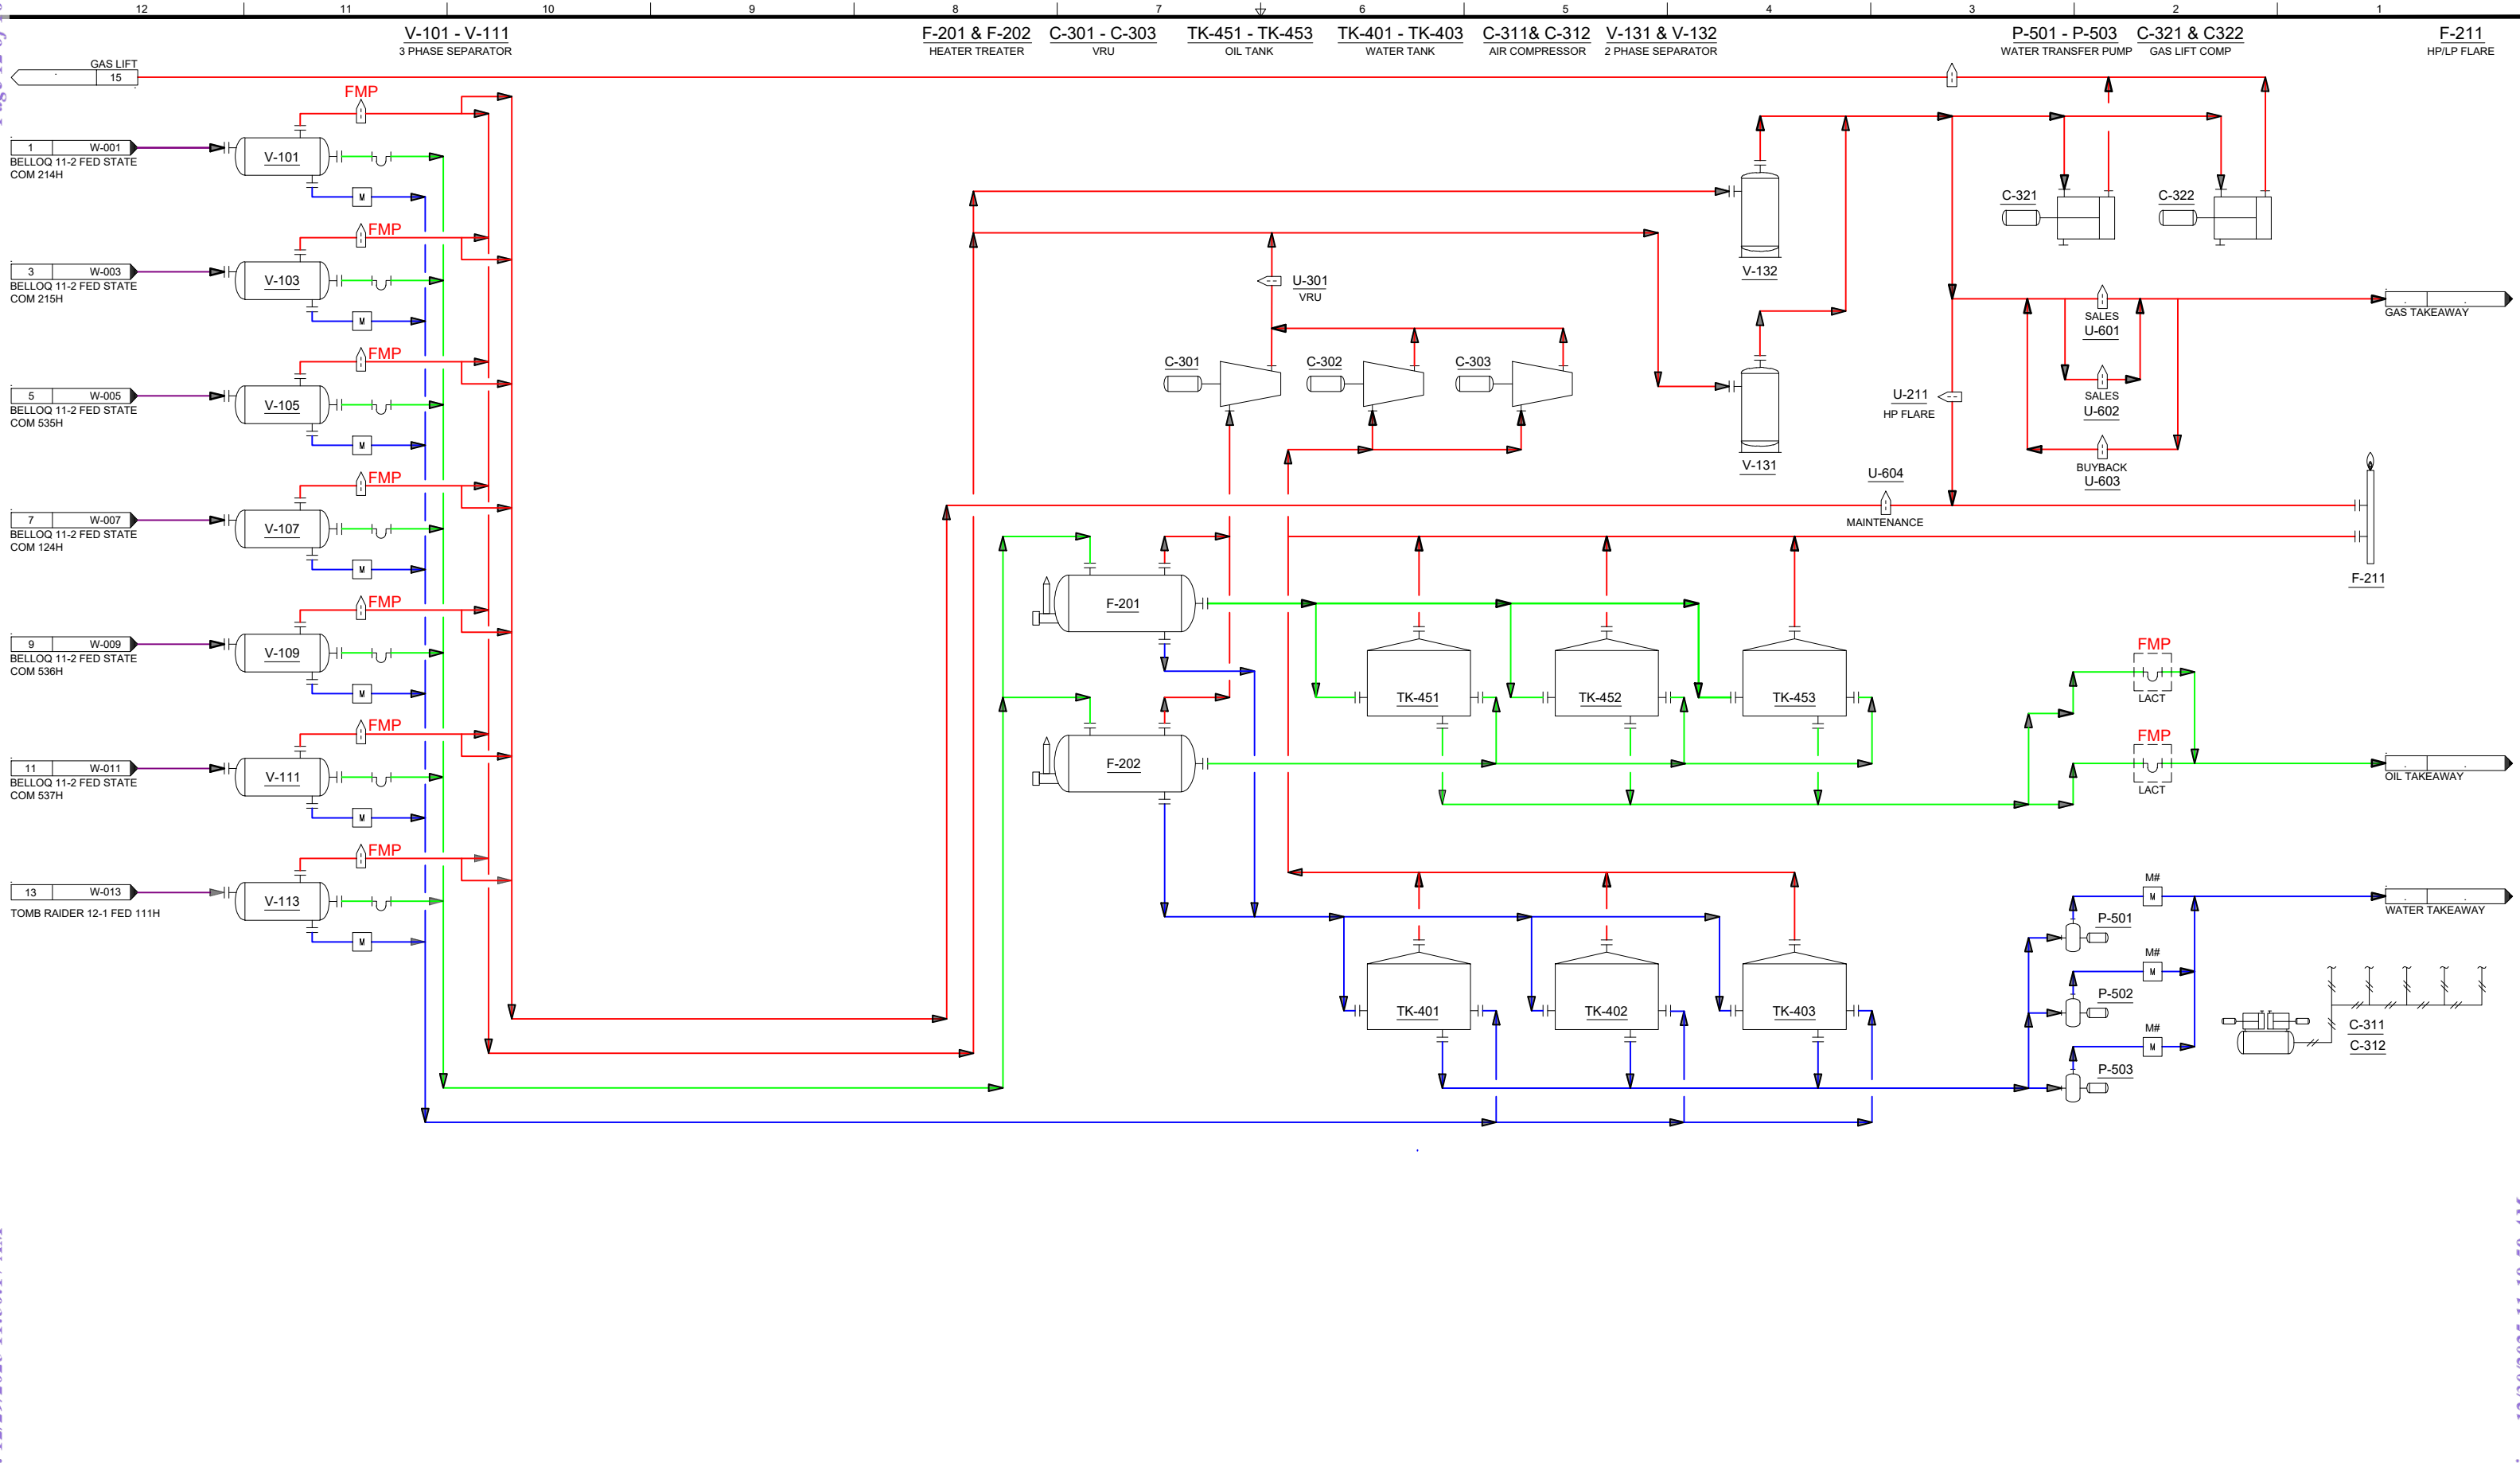 12 11 10 9 8 7 6 5 4 3 2 1
V-101 - V-111
3 PHASE SEPARATOR
F-201 & F-202
HEATER TREATER
C-301 - C-303
VRU
TK-451 - TK-453
OIL TANK
TK-401 - TK-403
WATER TANK
C-311& C-312
AIR COMPRESSOR
V-131 & V-132
2 PHASE SEPARATOR
P-501 - P-503
WATER TRANSFER PUMP
C-321 & C322
GAS LIFT COMP
F-211
HP/LP FLARE
GAS LIFT
15
1 W-001
BELLOQ 11-2 FED STATE
COM 214H
V-101
FMP
M
3 W-003
BELLOQ 11-2 FED STATE
COM 215H
V-103
FMP
M
5 W-005
BELLOQ 11-2 FED STATE
COM 535H
V-105
FMP
M
7 W-007
BELLOQ 11-2 FED STATE
COM 124H
V-107
FMP
M
9 W-009
BELLOQ 11-2 FED STATE
COM 536H
V-109
FMP
M
11 W-011
BELLOQ 11-2 FED STATE
COM 537H
V-111
FMP
M
13 W-013
TOMB RAIDER 12-1 FED 111H
V-113
FMP
M
V-132
V-131
U-301
VRU
C-301
C-302
C-303
C-321
C-322
SALES
U-601
SALES
U-602
BUYBACK
U-603
U-211
HP FLARE
U-604
MAINTENANCE
GAS TAKEAWAY
F-211
F-201
F-202
TK-451
TK-452
TK-453
FMP
LACT
FMP
LACT
OIL TAKEAWAY
TK-401
TK-402
TK-403
M#
M
P-501
M#
M
P-502
M#
M
P-503
WATER TAKEAWAY
C-311
C-312